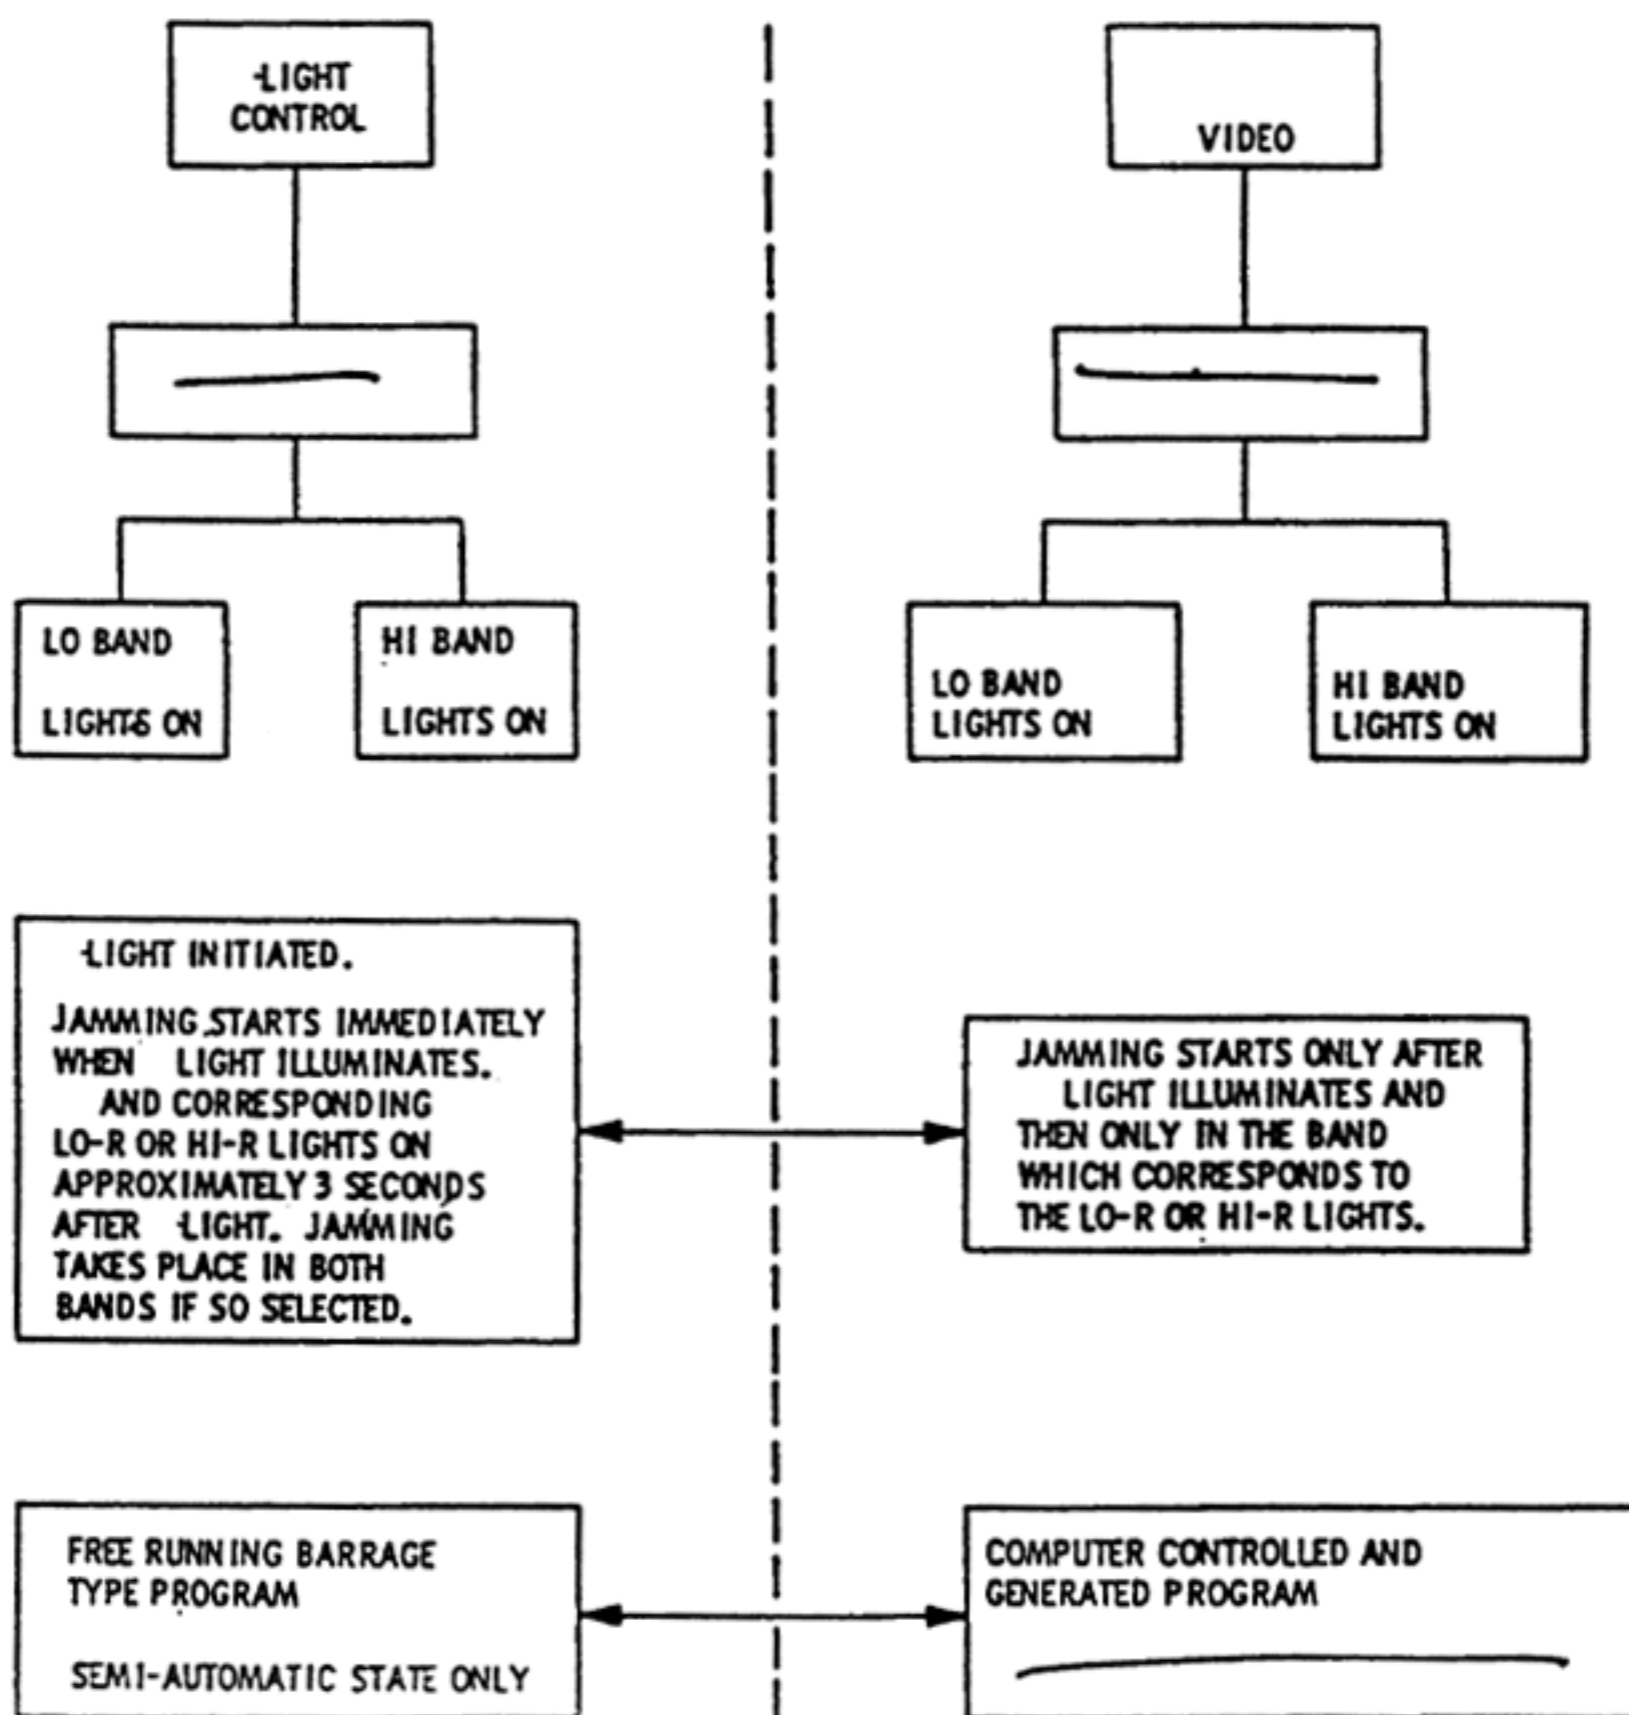 -LIGHT
CONTROL
VIDEO
LO BAND
LIGHTS ON
HI BAND
LIGHTS ON
LO BAND
LIGHTS ON
HI BAND
LIGHTS ON
-LIGHT INITIATED.
JAMMING STARTS IMMEDIATELY
WHEN LIGHT ILLUMINATES.
AND CORRESPONDING
LO-R OR HI-R LIGHTS ON
APPROXIMATELY 3 SECONDS
AFTER -LIGHT. JAMMING
TAKES PLACE IN BOTH
BANDS IF SO SELECTED.
JAMMING STARTS ONLY AFTER
LIGHT ILLUMINATES AND
THEN ONLY IN THE BAND
WHICH CORRESPONDS TO
THE LO-R OR HI-R LIGHTS.
FREE RUNNING BARRAGE
TYPE PROGRAM
SEMI-AUTOMATIC STATE ONLY
COMPUTER CONTROLLED AND
GENERATED PROGRAM